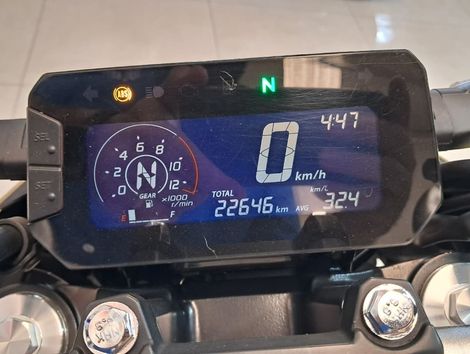 ABS N
SEL
4:47
4 6 8
2 10
0 N 12
GEAR
×1000
r/min
E F
0 km/h
SET
TOTAL
22646 km
km/L
AVG 32.4